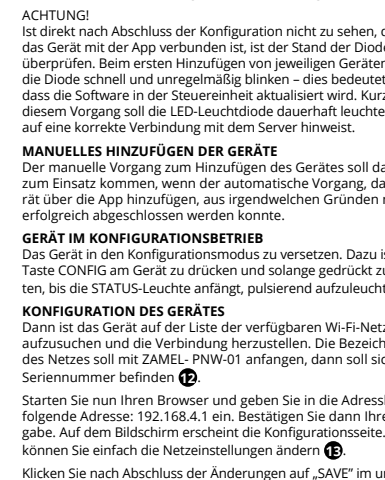 ACHTUNG!
Ist direkt nach Abschluss der Konfiguration nicht zu sehen, d
das Gerät mit der App verbunden ist, ist der Stand der Diode
überprüfen. Beim ersten Hinzufügen von jeweiligen Geräten
die Diode schnell und unregelmäßig blinken – dies bedeutet
dass die Software in der Steuereinheit aktualisiert wird. Kurz
diesem Vorgang soll die LED-Leuchtdiode dauerhaft leuchte
auf eine korrekte Verbindung mit dem Server hinweist.
MANUELLES HINZUFÜGEN DER GERÄTE
Der manuelle Vorgang zum Hinzufügen des Gerätes soll da
zum Einsatz kommen, wenn der automatische Vorgang, da
rät über die App hinzufügen, aus irgendwelchen Gründen n
erfolgreich abgeschlossen werden konnte.
GERÄT IM KONFIGURATIONSBETRIEB
Das Gerät in den Konfigurationsmodus zu versetzen. Dazu is
Taste CONFIG am Gerät zu drücken und solange gedrückt zu
ten, bis die STATUS-Leuchte anfängt, pulsierend aufzuleucht
KONFIGURATION DES GERÄTES
Dann ist das Gerät auf der Liste der verfügbaren Wi-Fi-Netz
aufzusuchen und die Verbindung herzustellen. Die Bezeich
des Netzes soll mit ZAMEL- PNW-01 anfangen, dann soll sic
Seriennummer befinden 12.
Starten Sie nun Ihren Browser und geben Sie in die Adressl
folgende Adresse: 192.168.4.1 ein. Bestätigen Sie dann Ihre
gabe. Auf dem Bildschirm erscheint die Konfigurationsseite.
können Sie einfach die Netzeinstellungen ändern 13.
Klicken Sie nach Abschluss der Änderungen auf „SAVE" im u